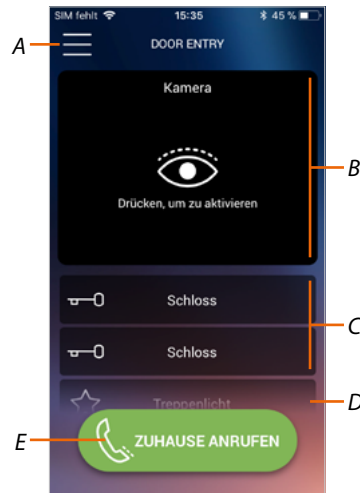 SIM fehlt 15:35 45 %
A DOOR ENTRY
Kamera
B
Drücken, um zu aktivieren
Schloss
C
Schloss
Treppenlicht D
E ZUHAUSE ANRUFEN